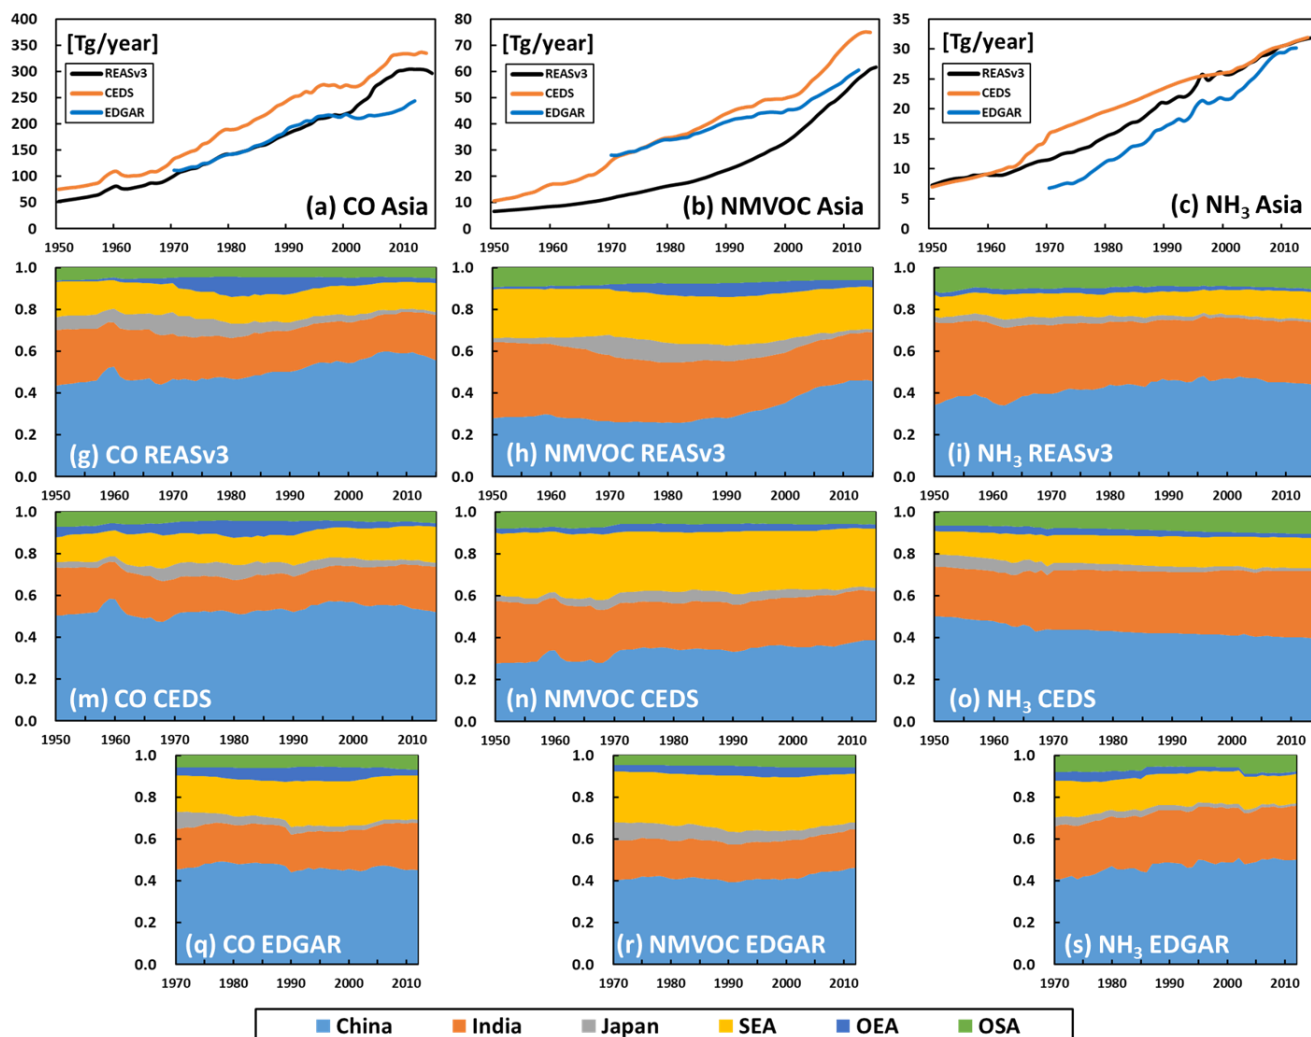 400
350
300
250
200
150
100
50
0
[Tg/year]
REASv3
CEDS
EDGAR
(a) CO Asia
1950 1960 1970 1980 1990 2000 2010
80
70
60
50
40
30
20
10
0
[Tg/year]
REASv3
CEDS
EDGAR
(b) NMVOC Asia
1950 1960 1970 1980 1990 2000 2010
35
30
25
20
15
10
5
0
[Tg/year]
REASv3
CEDS
EDGAR
(c) NH₃ Asia
1950 1960 1970 1980 1990 2000 2010
1.0
0.8
0.6
0.4
0.2
0.0
(g) CO REASv3
1950 1960 1970 1980 1990 2000 2010
1.0
0.8
0.6
0.4
0.2
0.0
(h) NMVOC REASv3
1950 1960 1970 1980 1990 2000 2010
1.0
0.8
0.6
0.4
0.2
0.0
(i) NH₃ REASv3
1950 1960 1970 1980 1990 2000 2010
1.0
0.8
0.6
0.4
0.2
0.0
(m) CO CEDS
1950 1960 1970 1980 1990 2000 2010
1.0
0.8
0.6
0.4
0.2
0.0
(n) NMVOC CEDS
1950 1960 1970 1980 1990 2000 2010
1.0
0.8
0.6
0.4
0.2
0.0
(o) NH₃ CEDS
1950 1960 1970 1980 1990 2000 2010
1.0
0.8
0.6
0.4
0.2
0.0
(q) CO EDGAR
1970 1980 1990 2000 2010
1.0
0.8
0.6
0.4
0.2
0.0
(r) NMVOC EDGAR
1970 1980 1990 2000 2010
1.0
0.8
0.6
0.4
0.2
0.0
(s) NH₃ EDGAR
1970 1980 1990 2000 2010
China India Japan SEA OEA OSA